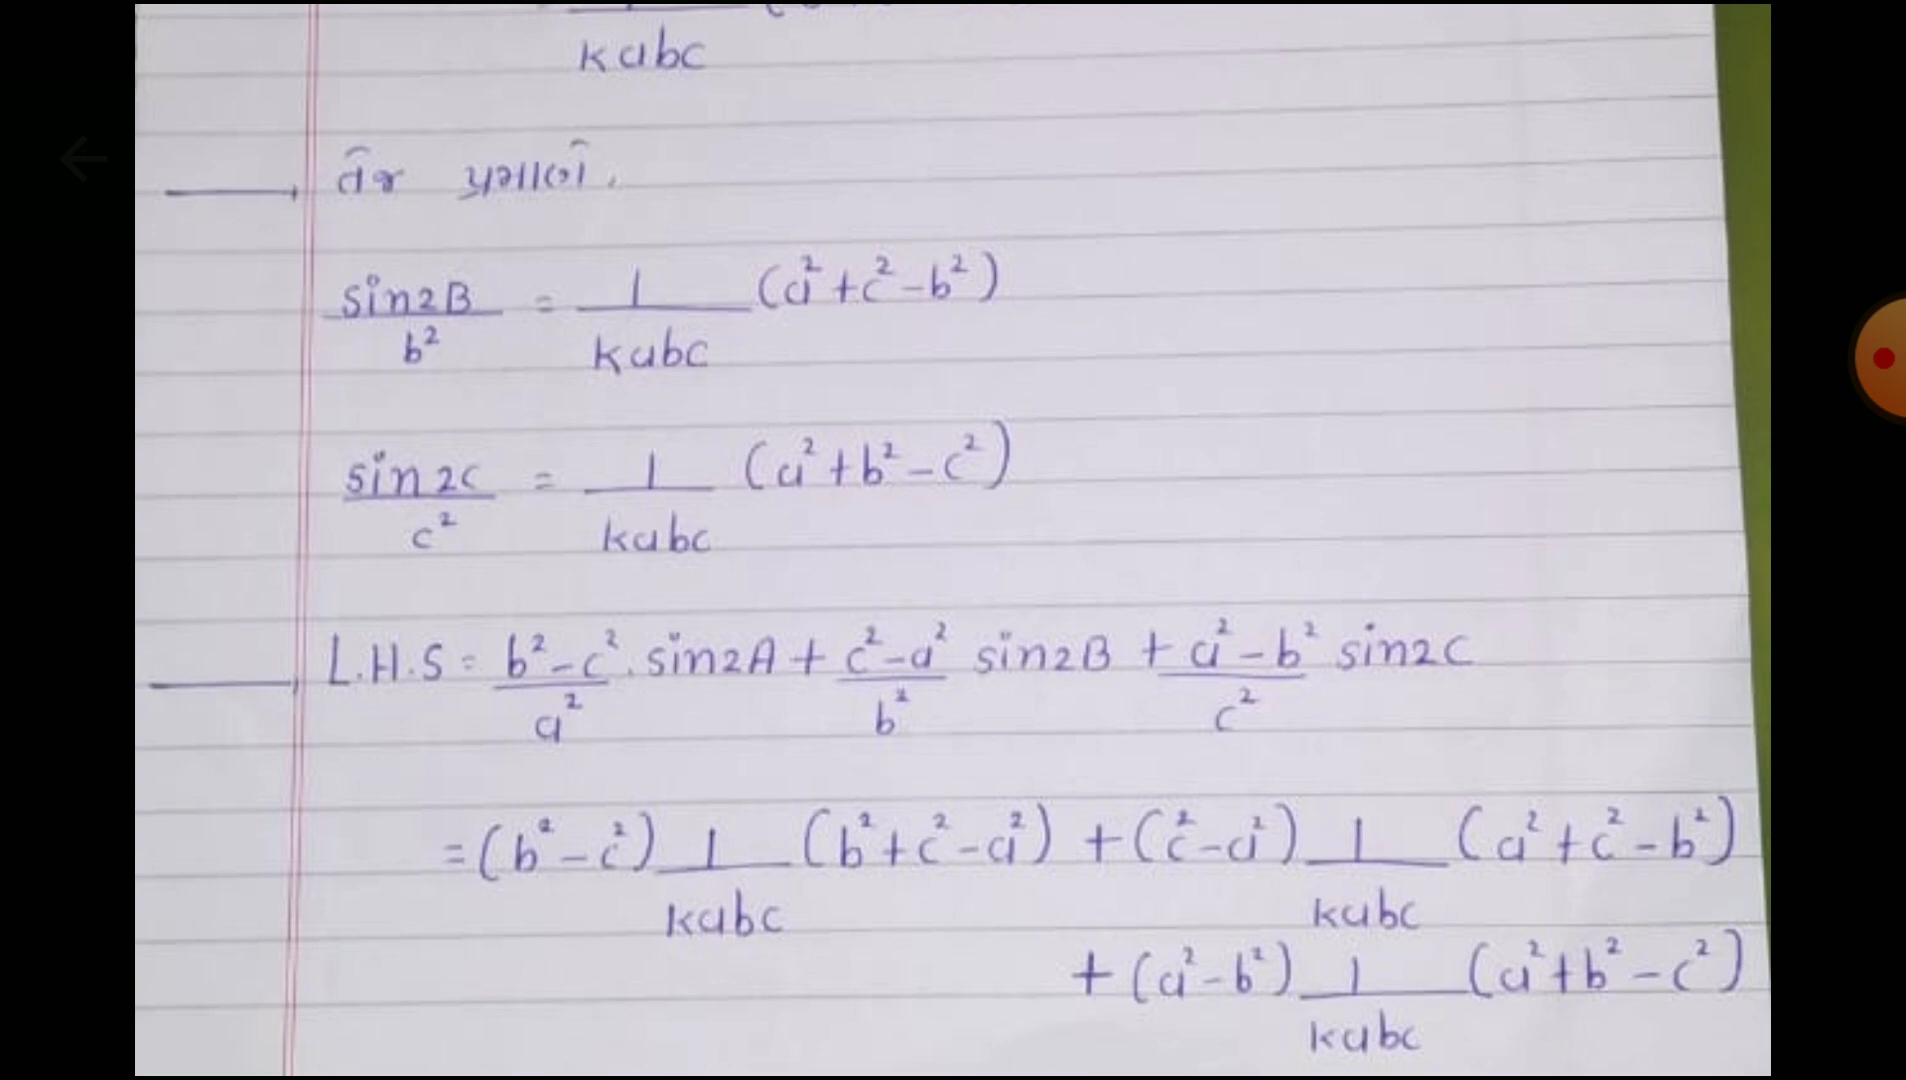 kabc
તેજ પ્રમાણે,
sin2B/b² = 1/kabc (a²+c²-b²)
sin2C/c² = 1/kabc (a²+b²-c²)
L.H.S = b²-c²/a² . sin2A + c²-a²/b² sin2B + a²-b²/c² sin2C
= (b²-c²) 1/kabc (b²+c²-a²) + (c²-a²) 1/kabc (a²+c²-b²)
+ (a²-b²) 1/kabc (a²+b²-c²)